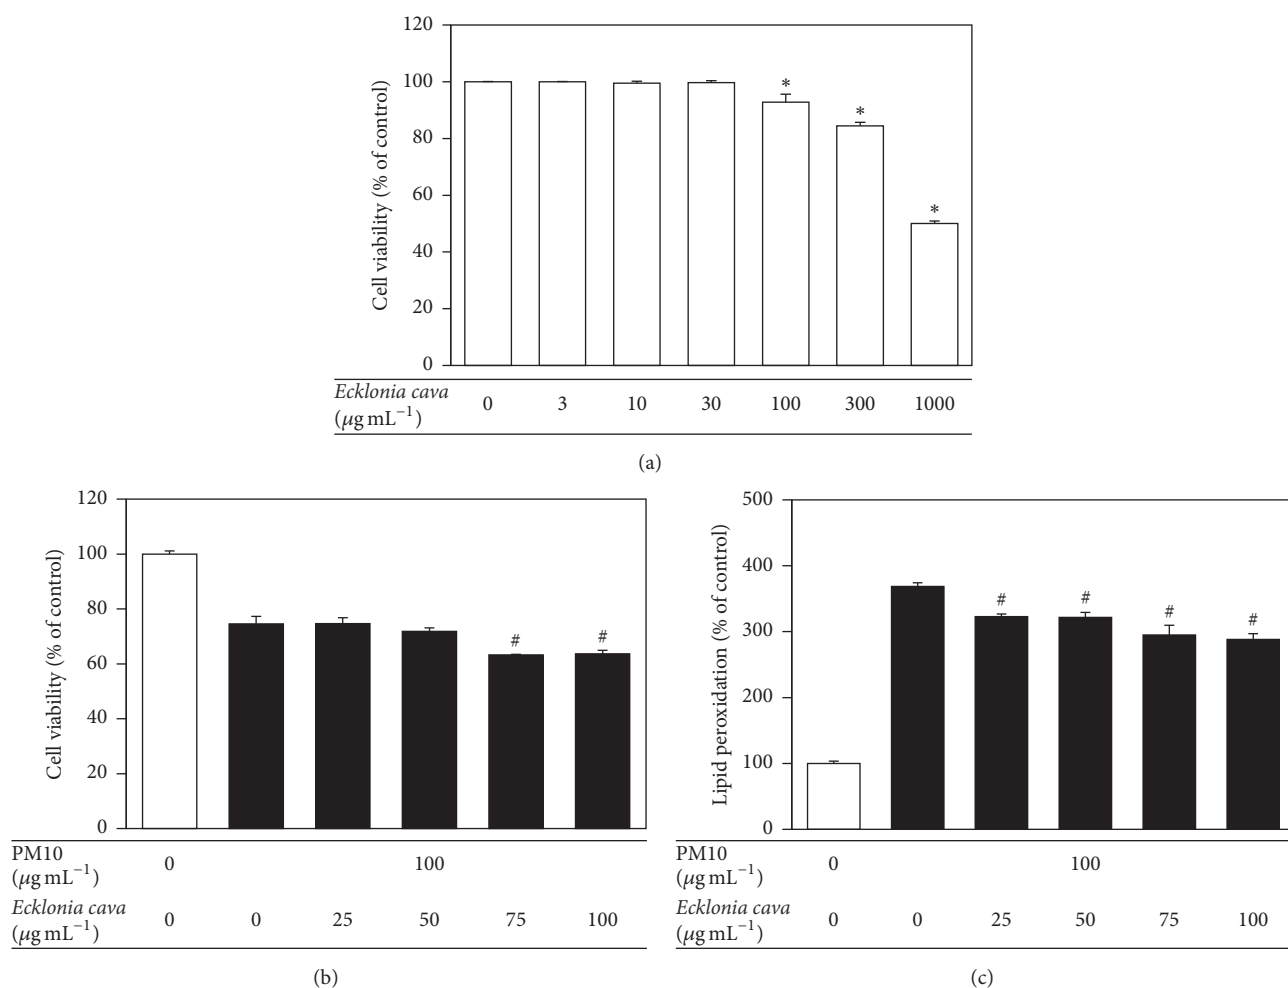 120
100
80
60
40
20
0
Cell viability (% of control)
* * *
Ecklonia cava
(μg mL⁻¹)
0 3 10 30 100 300 1000
(a)
120
100
80
60
40
20
0
Cell viability (% of control)
# #
PM10
(μg mL⁻¹)
0 100
Ecklonia cava
(μg mL⁻¹)
0 0 25 50 75 100
(b)
500
400
300
200
100
0
Lipid peroxidation (% of control)
# # # #
PM10
(μg mL⁻¹)
0 100
Ecklonia cava
(μg mL⁻¹)
0 0 25 50 75 100
(c)